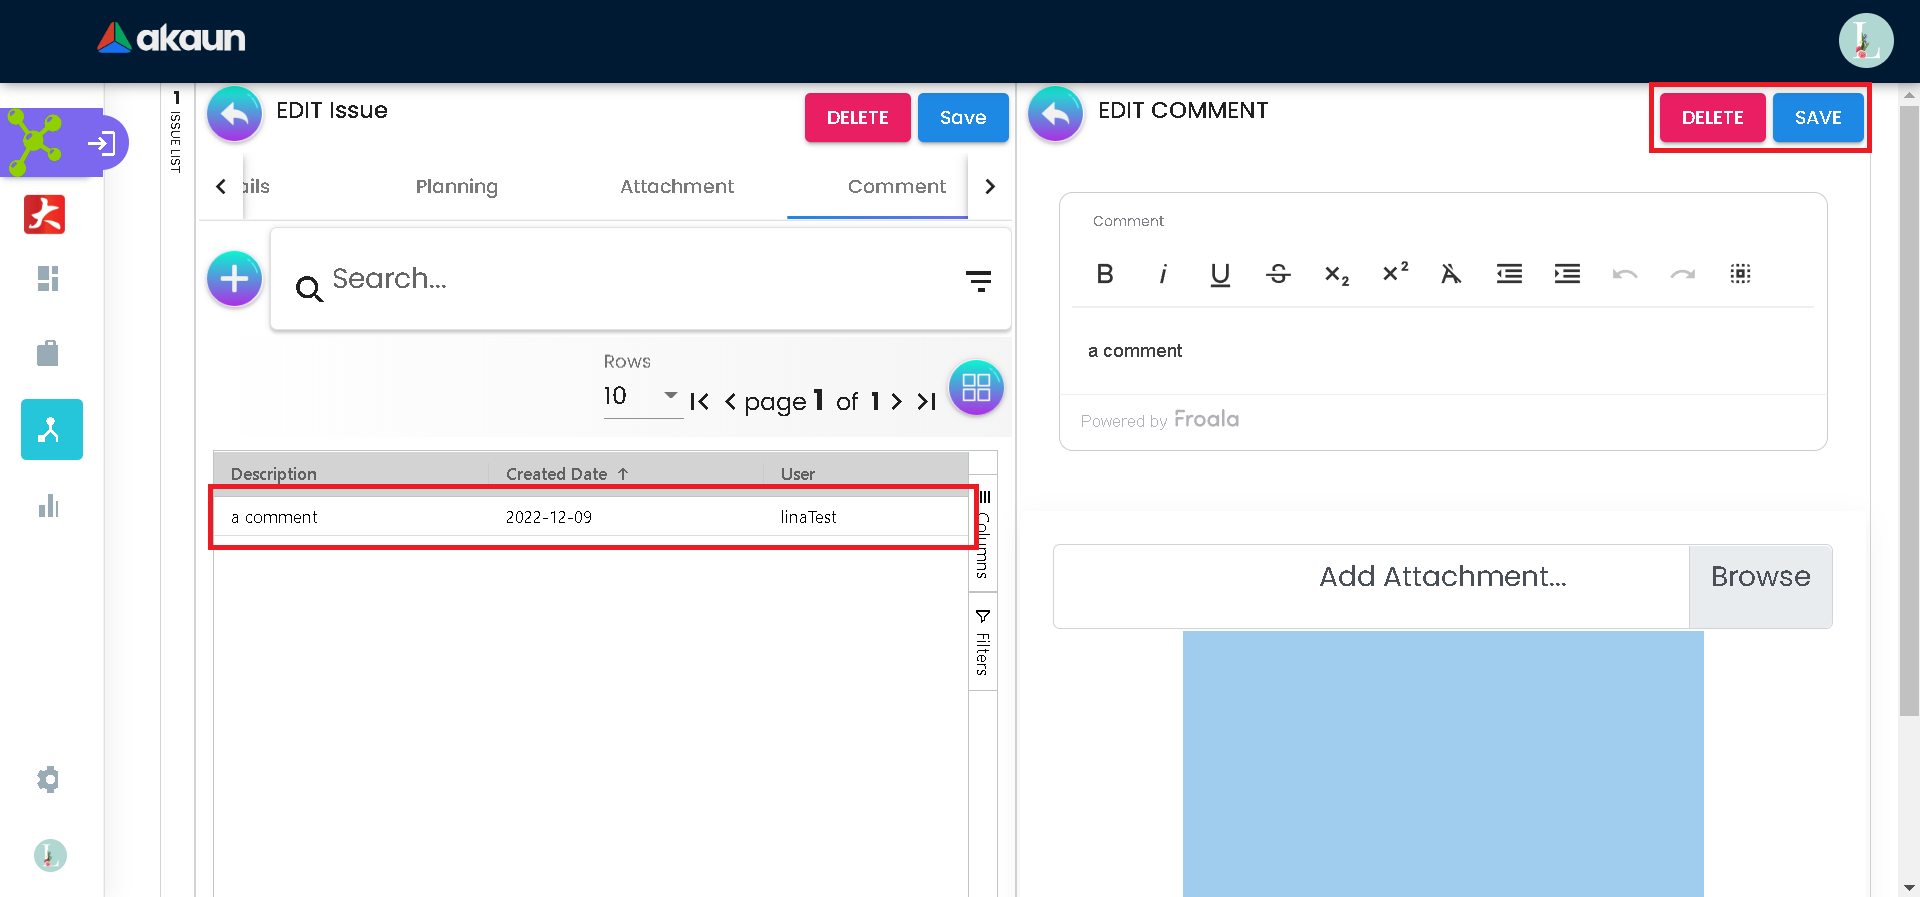 akaun
L
1 ISSUE LIST
EDIT Issue
DELETE
Save
ails
Planning
Attachment
Comment
Search...
Rows
10
page 1 of 1
Description
Created Date
User
a comment
2022-12-09
linaTest
Columns
Filters
EDIT COMMENT
DELETE
SAVE
Comment
a comment
Powered by Froala
Add Attachment...
Browse
L